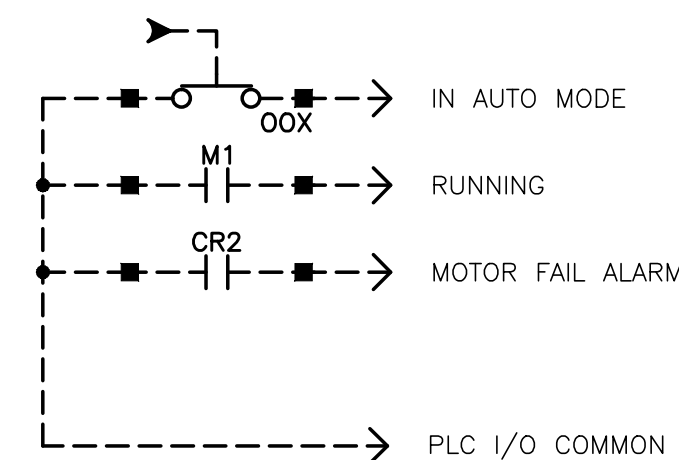 IN AUTO MODE
OOX
M1
RUNNING
CR2
MOTOR FAIL ALARM
PLC I/O COMMON